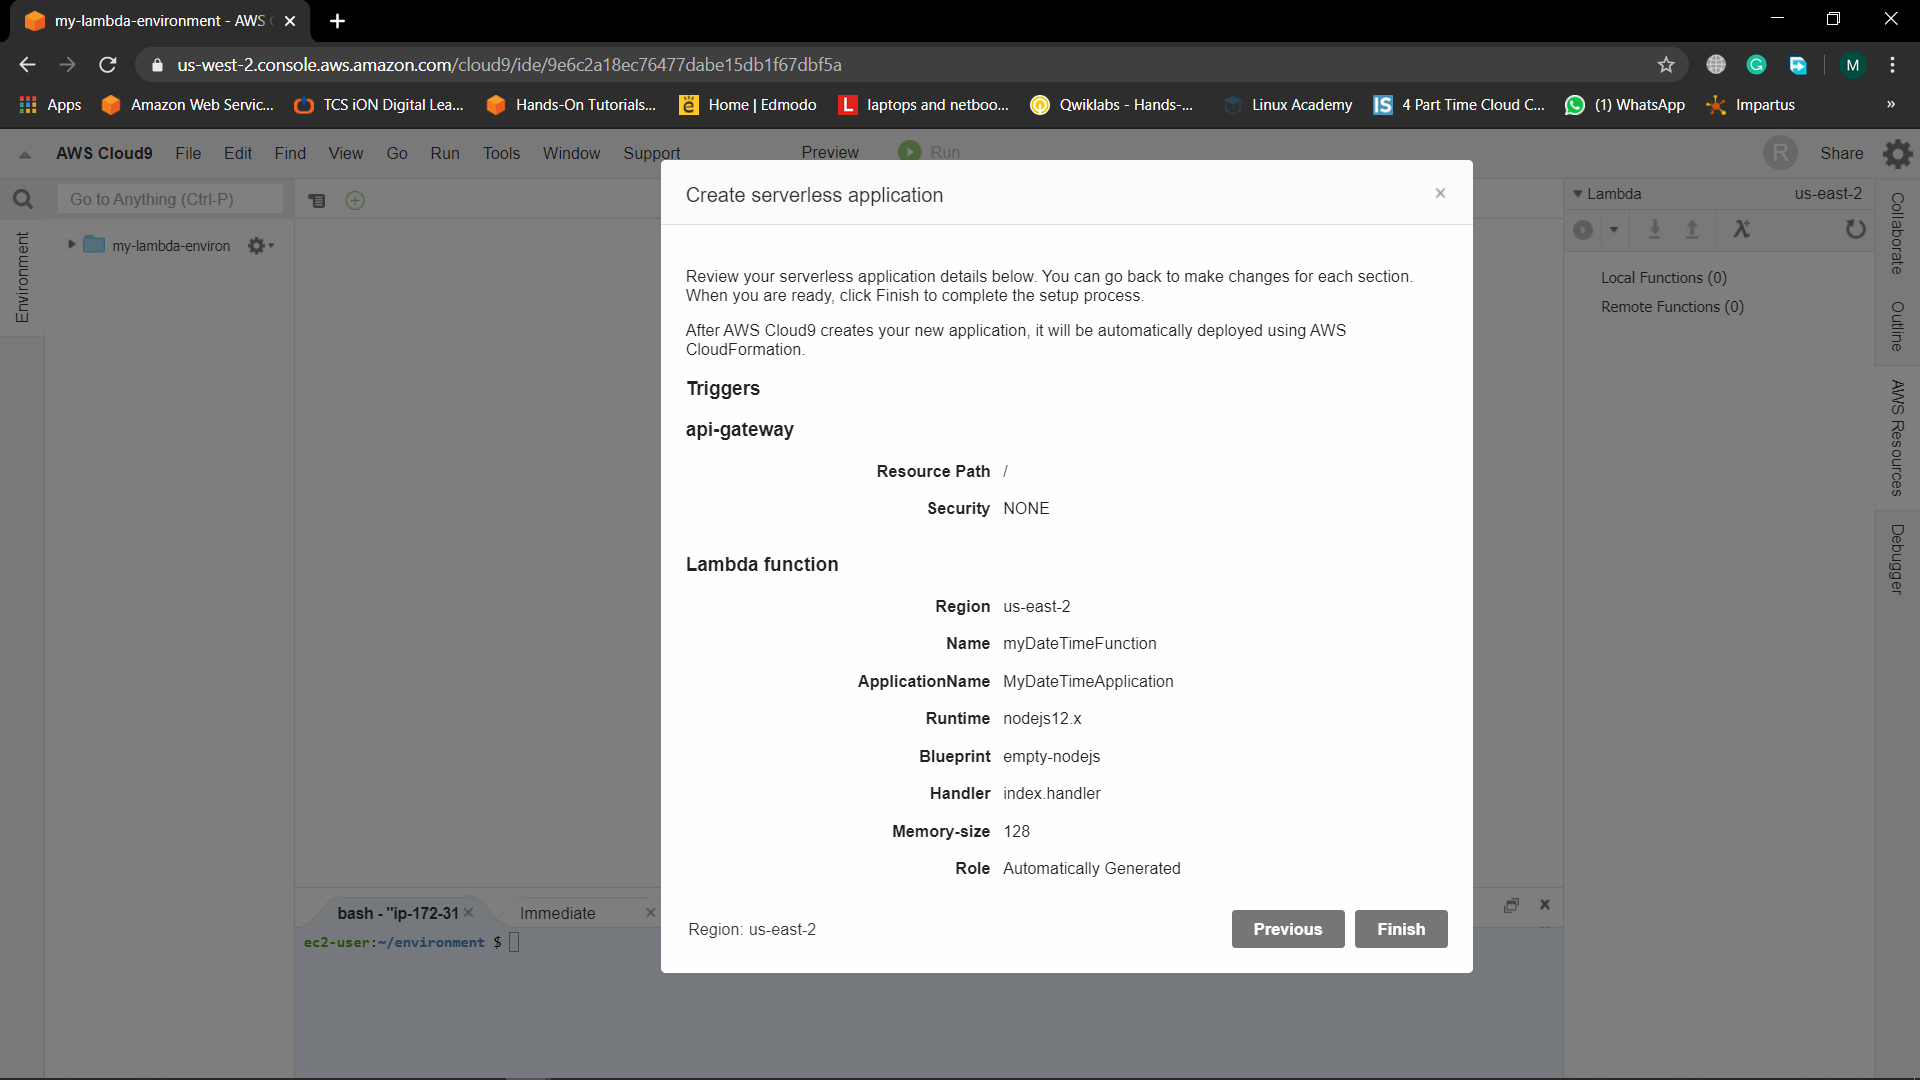 my-lambda-environment - AWS C
us-west-2.console.aws.amazon.com/cloud9/ide/9e6c2a18ec76477dabe15db1f67dbf5a
M
Apps
Amazon Web Servic...
TCS iON Digital Lea...
Hands-On Tutorials...
Home | Edmodo
L
laptops and netboo...
Qwiklabs - Hands-...
Linux Academy
IS
4 Part Time Cloud C...
(1) WhatsApp
Impartus
»
AWS Cloud9
File
Edit
Find
View
Go
Run
Tools
Window
Support
Preview
Run
R
Share
Go to Anything (Ctrl-P)
my-lambda-environ
Environment
Create serverless application
Review your serverless application details below. You can go back to make changes for each section.
When you are ready, click Finish to complete the setup process.
After AWS Cloud9 creates your new application, it will be automatically deployed using AWS
CloudFormation.
Triggers
api-gateway
Resource Path /
Security NONE
Lambda function
Region us-east-2
Name myDateTimeFunction
ApplicationName MyDateTimeApplication
Runtime nodejs12.x
Blueprint empty-nodejs
Handler index.handler
Memory-size 128
Role Automatically Generated
Region: us-east-2
Previous
Finish
Lambda
us-east-2
Local Functions (0)
Remote Functions (0)
Collaborate
Outline
AWS Resources
Debugger
bash - "ip-172-31
Immediate
ec2-user:~/environment $